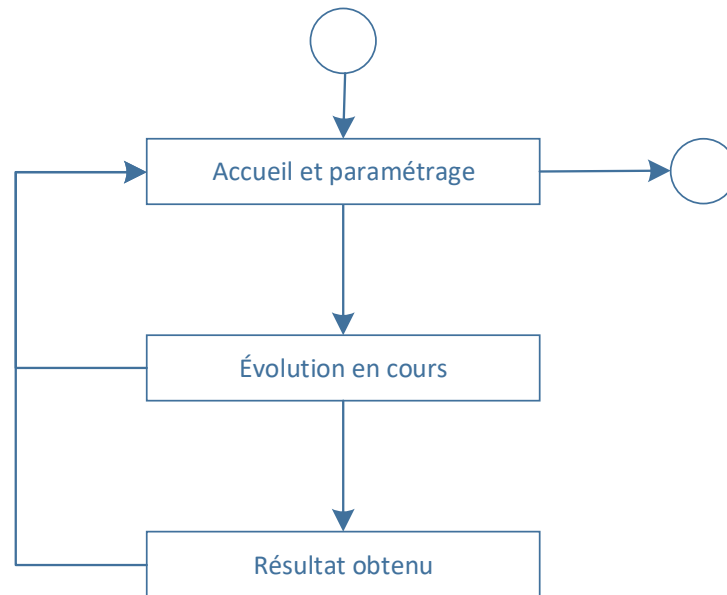 Accueil et paramétrage
Évolution en cours
Résultat obtenu